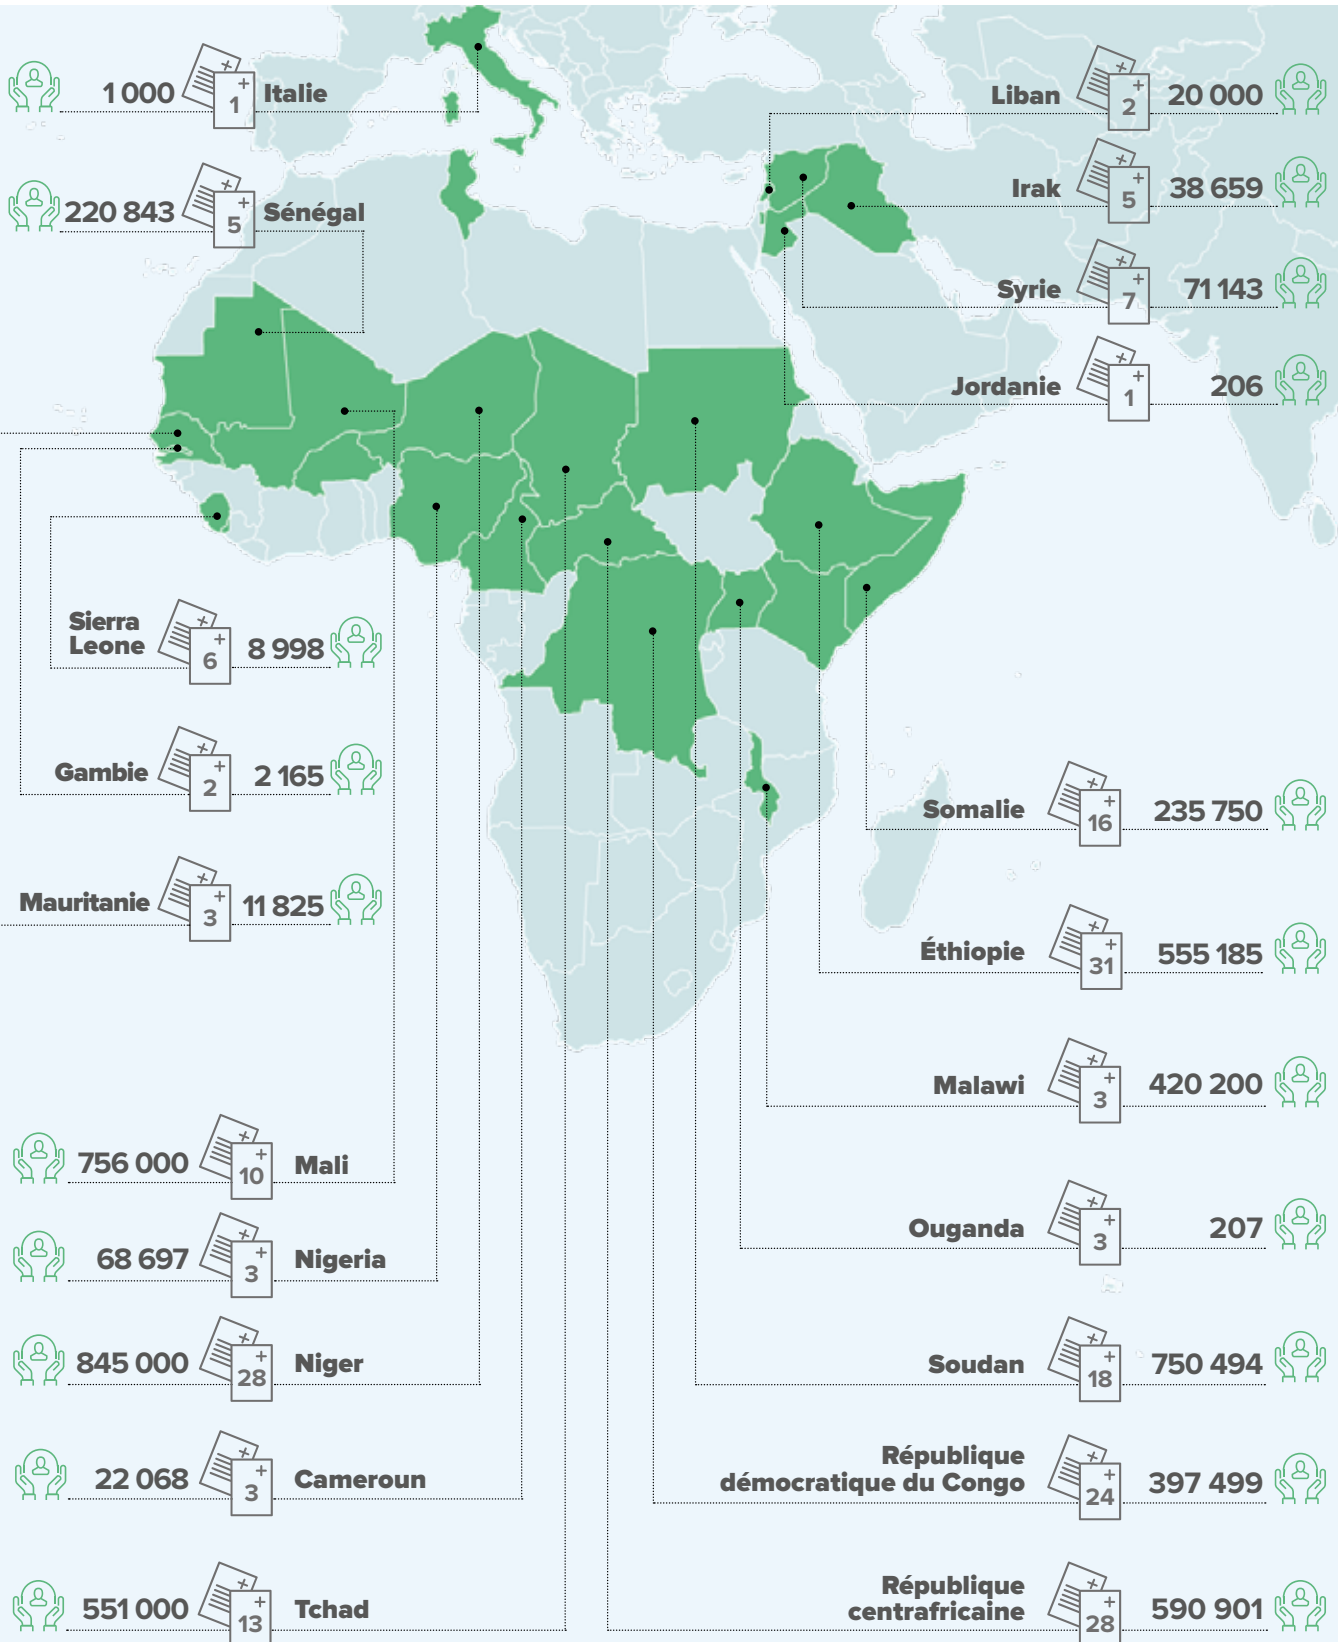 1 000 1 Italie
220 843 5 Sénégal
Liban 2 20 000
Irak 5 38 659
Syrie 7 71 143
Jordanie 1 206
Sierra
Leone 6 8 998
Gambie 2 2 165
Mauritanie 3 11 825
756 000 10 Mali
68 697 3 Nigeria
845 000 28 Niger
22 068 3 Cameroun
551 000 13 Tchad
Somalie 16 235 750
Éthiopie 31 555 185
Malawi 3 420 200
Ouganda 3 207
Soudan 18 750 494
République
démocratique du Congo 24 397 499
République
centrafricaine 28 590 901